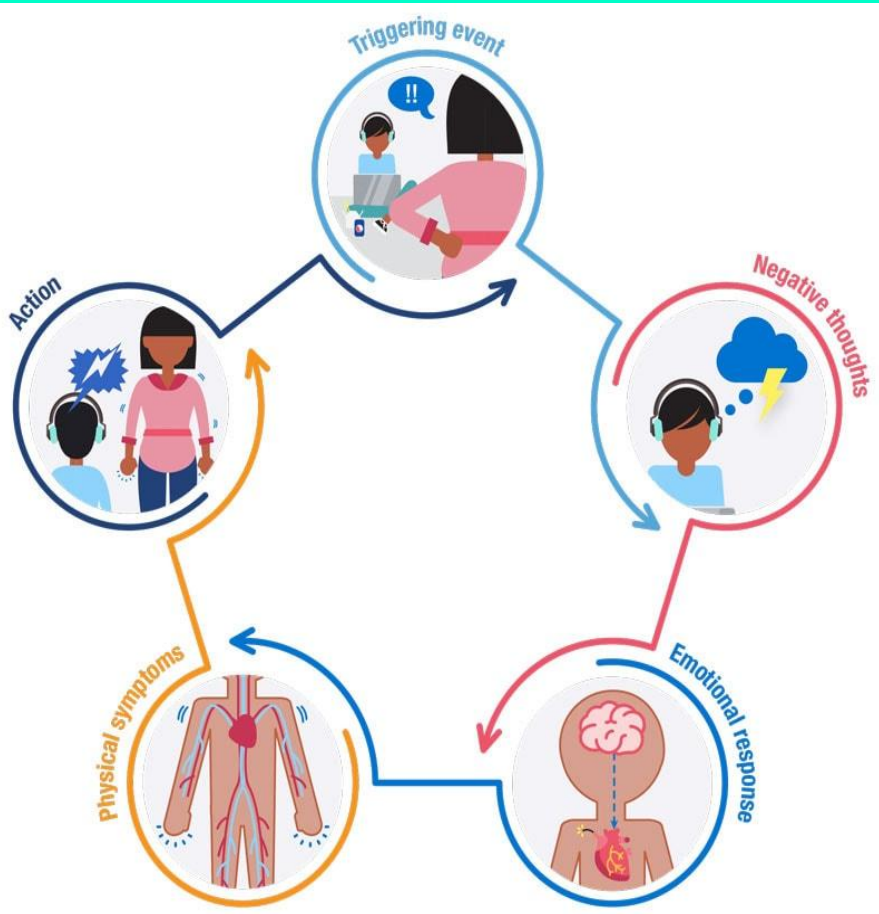 Triggering event
!!
Negative thoughts
Emotional response
Physical symptoms
Action